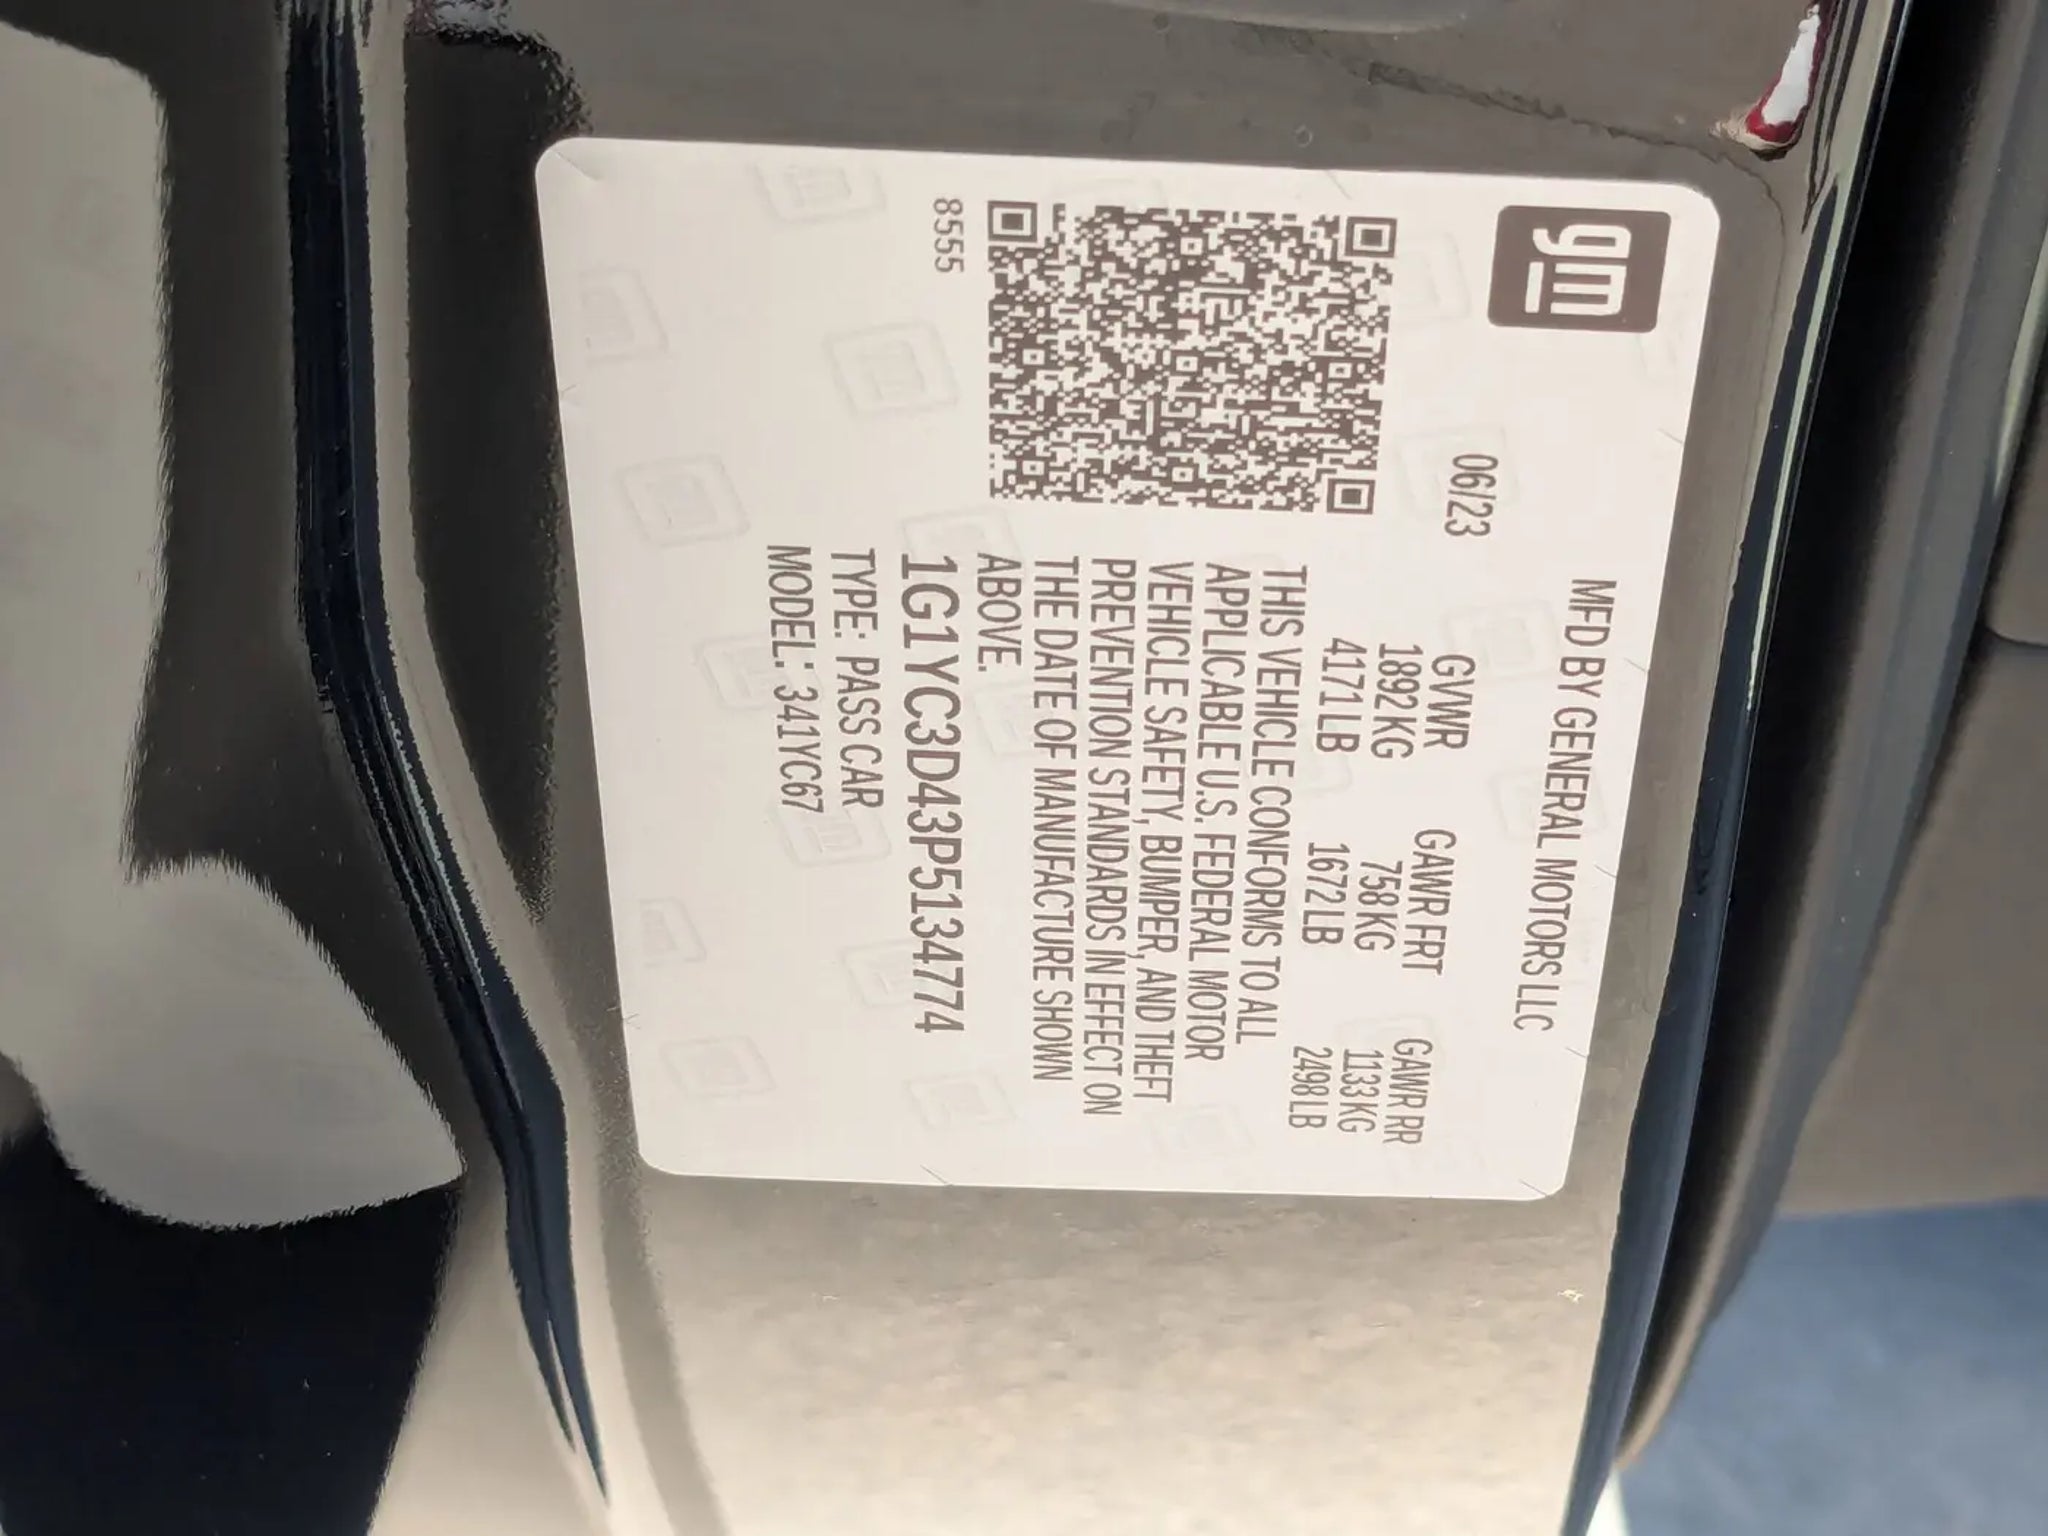 gm
MFD BY GENERAL MOTORS LLC
06/23
GVWR GAWR FRT GAWR RR
1892 KG 758 KG 1133 KG
4171 LB 1672 LB 2498 LB
THIS VEHICLE CONFORMS TO ALL
APPLICABLE U.S. FEDERAL MOTOR
VEHICLE SAFETY, BUMPER, AND THEFT
PREVENTION STANDARDS IN EFFECT ON
THE DATE OF MANUFACTURE SHOWN
ABOVE.
1G1YC3D43P5134774
TYPE: PASS CAR
MODEL: 341YC67
8555